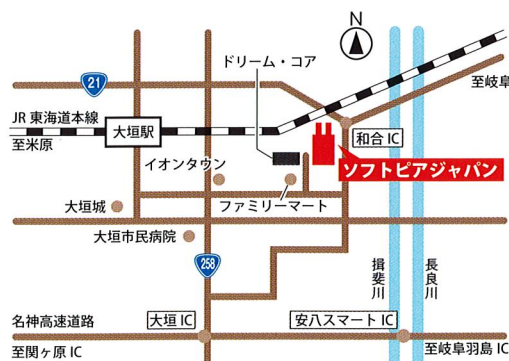 N
ドリーム・コア
21
至岐阜
JR 東海道本線
大垣駅
和合 IC
至米原
イオンタウン
ソフトピアジャパン
大垣城
ファミリーマート
大垣市民病院
258
揖斐川
長良川
名神高速道路
大垣 IC
安八スマート IC
至関ヶ原 IC
至岐阜羽島 IC